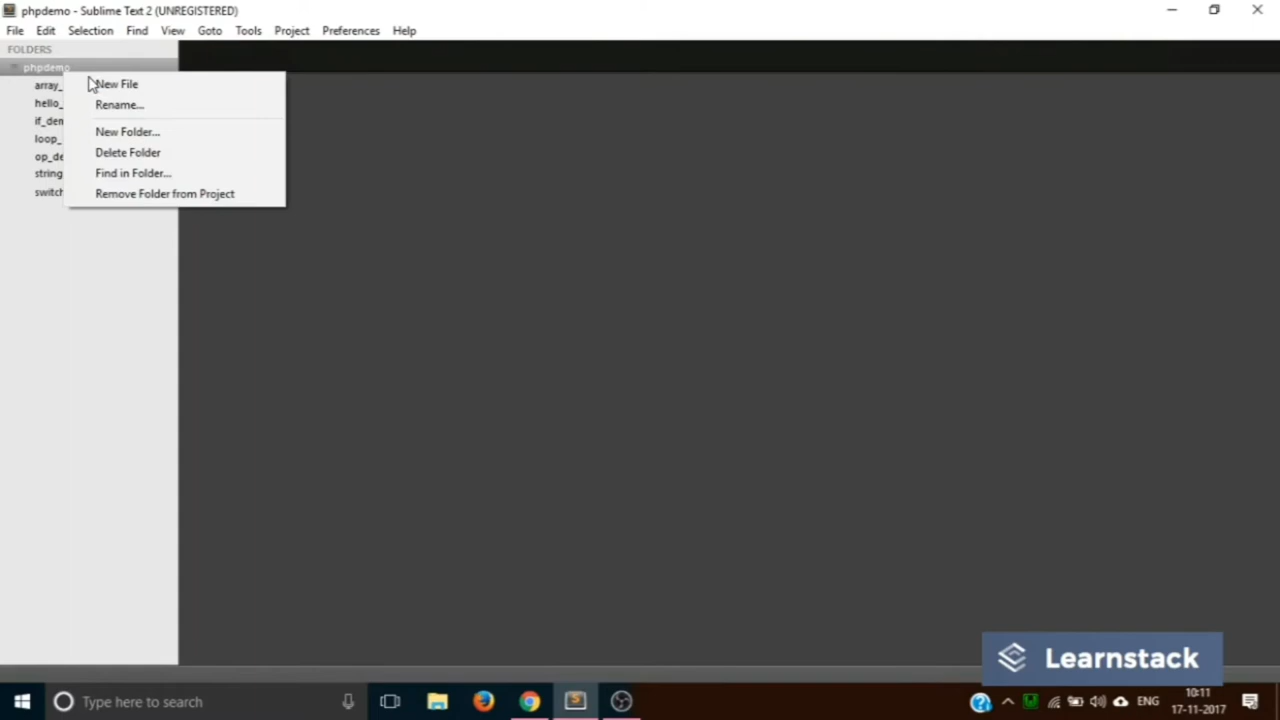 phpdemo - Sublime Text 2 (UNREGISTERED)
File Edit Selection Find View Goto Tools Project Preferences Help
FOLDERS
phpdemo
array_
hello_
if_dem
loop_
op_de
string
switch
New File
Rename...
New Folder...
Delete Folder
Find in Folder...
Remove Folder from Project
Learnstack
Type here to search
ENG
10:11
17-11-2017